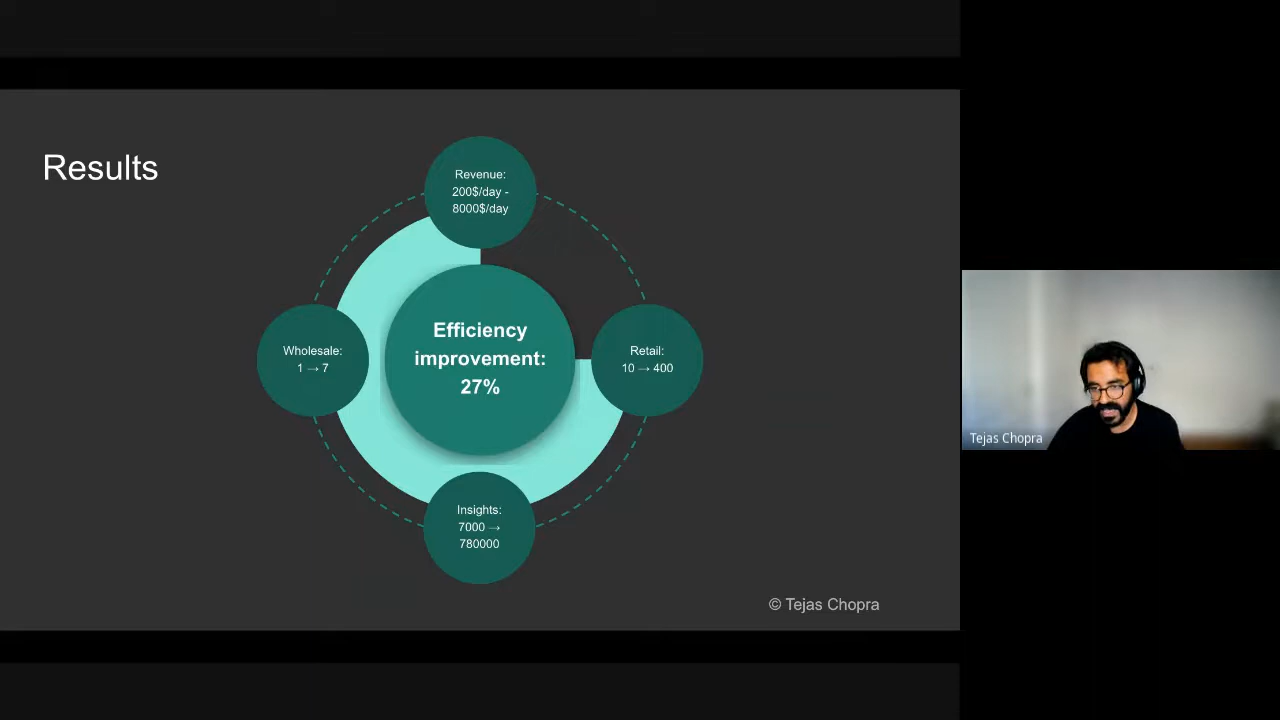 Results
Revenue:
200$/day -
8000$/day
Efficiency
improvement:
27%
Wholesale:
1 → 7
Retail:
10 → 400
Insights:
7000 →
780000
Tejas Chopra
© Tejas Chopra